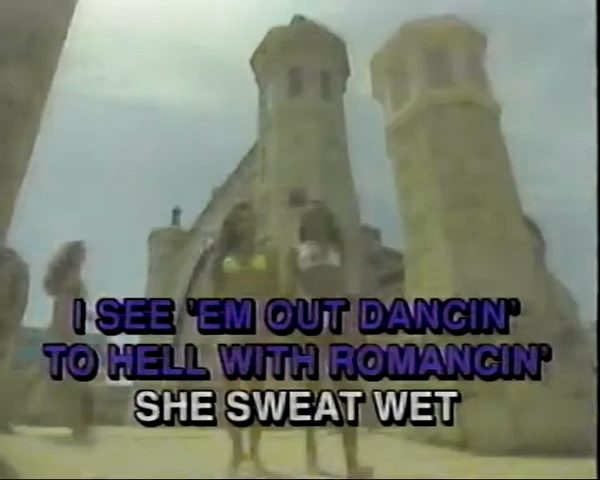 I SEE 'EM OUT DANCIN'
TO HELL WITH ROMANCIN'
SHE SWEAT WET